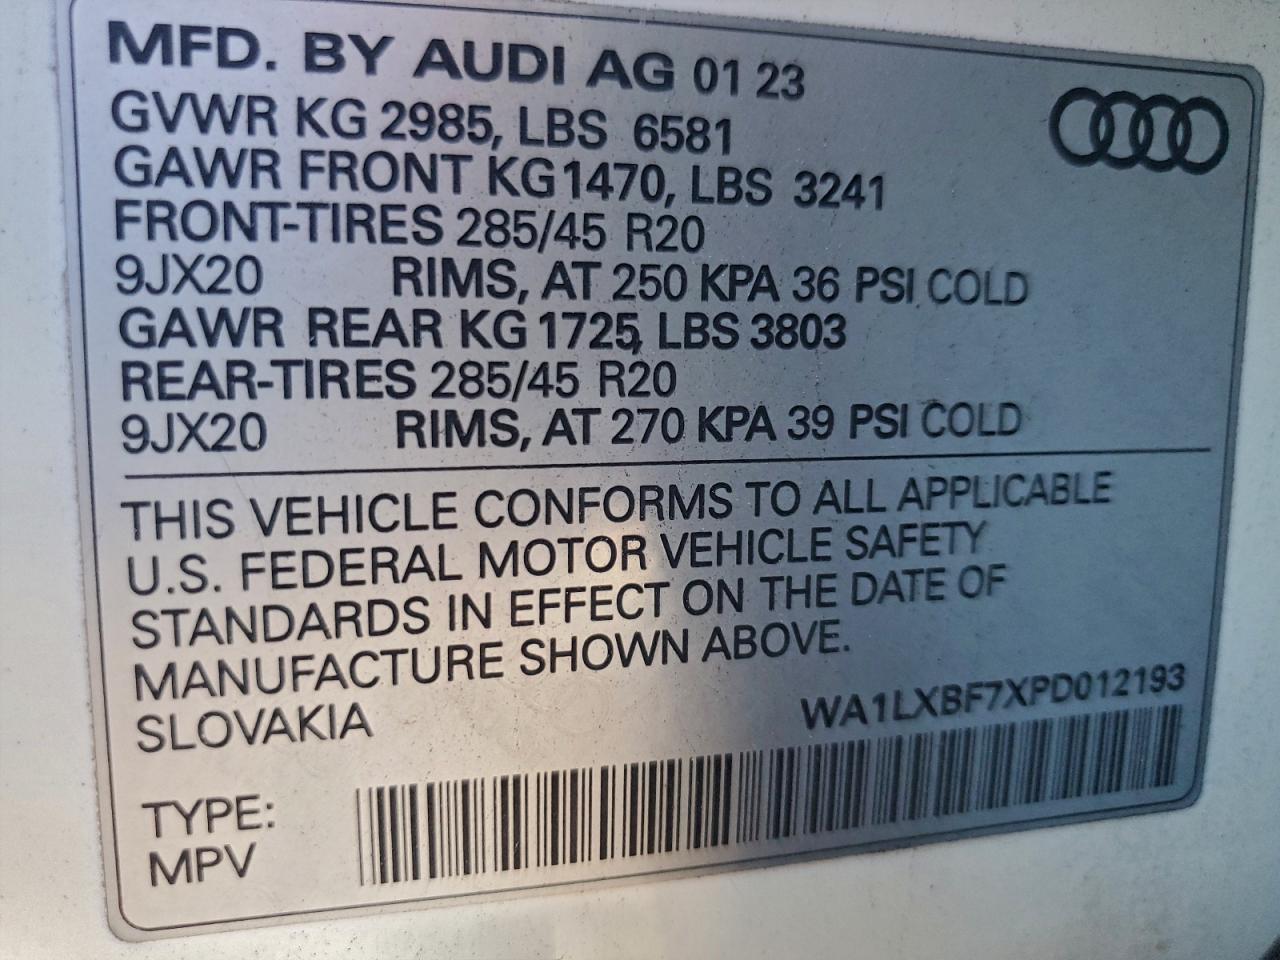 MFD. BY AUDI AG 01 23
GVWR KG 2985, LBS 6581
GAWR FRONT KG 1470, LBS 3241
FRONT-TIRES 285/45 R20
9JX20 RIMS, AT 250 KPA 36 PSI COLD
GAWR REAR KG 1725, LBS 3803
REAR-TIRES 285/45 R20
9JX20 RIMS, AT 270 KPA 39 PSI COLD
THIS VEHICLE CONFORMS TO ALL APPLICABLE
U.S. FEDERAL MOTOR VEHICLE SAFETY
STANDARDS IN EFFECT ON THE DATE OF
MANUFACTURE SHOWN ABOVE.
SLOVAKIA
WA1LXBF7XPD012193
TYPE:
MPV